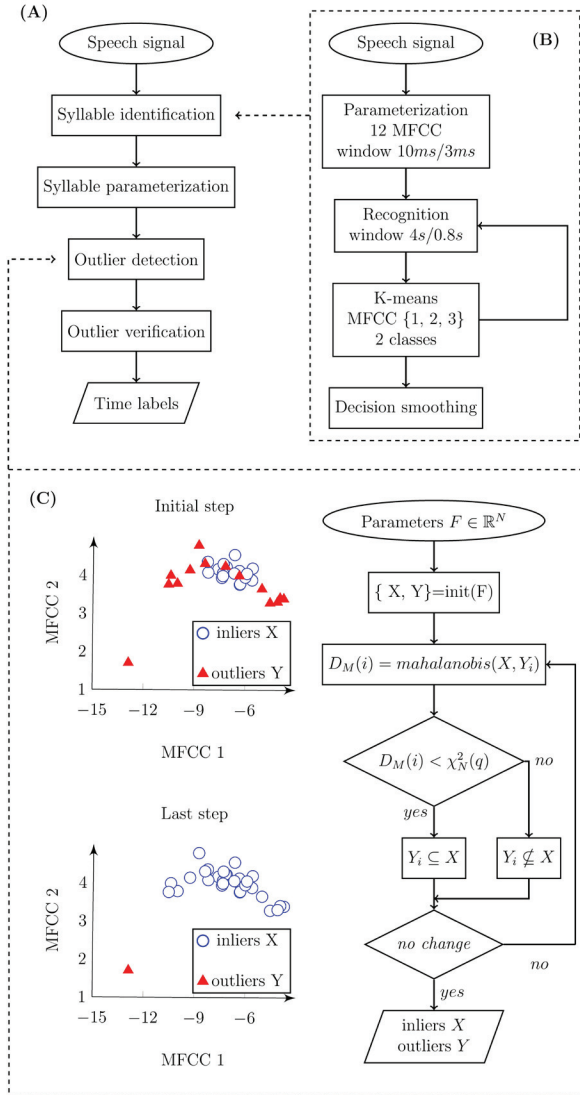 (A)
Speech signal
Syllable identification
Syllable parameterization
Outlier detection
Outlier verification
Time labels
(B)
Speech signal
Parameterization
12 MFCC
window 10ms/3ms
Recognition
window 4s/0.8s
K-means
MFCC {1, 2, 3}
2 classes
Decision smoothing
(C)
Initial step
MFCC 2
4
3
2
1
inliers X
outliers Y
−15 −12 −9 −6
MFCC 1
Last step
MFCC 2
4
3
2
1
inliers X
outliers Y
−15 −12 −9 −6
MFCC 1
Parameters F ∈ ℝ^N
{ X, Y}=init(F)
D_M(i) = mahalanobis(X, Y_i)
D_M(i) < χ²_N(q)
no
yes
Y_i ⊆ X
Y_i ⊈ X
no change
no
yes
inliers X
outliers Y